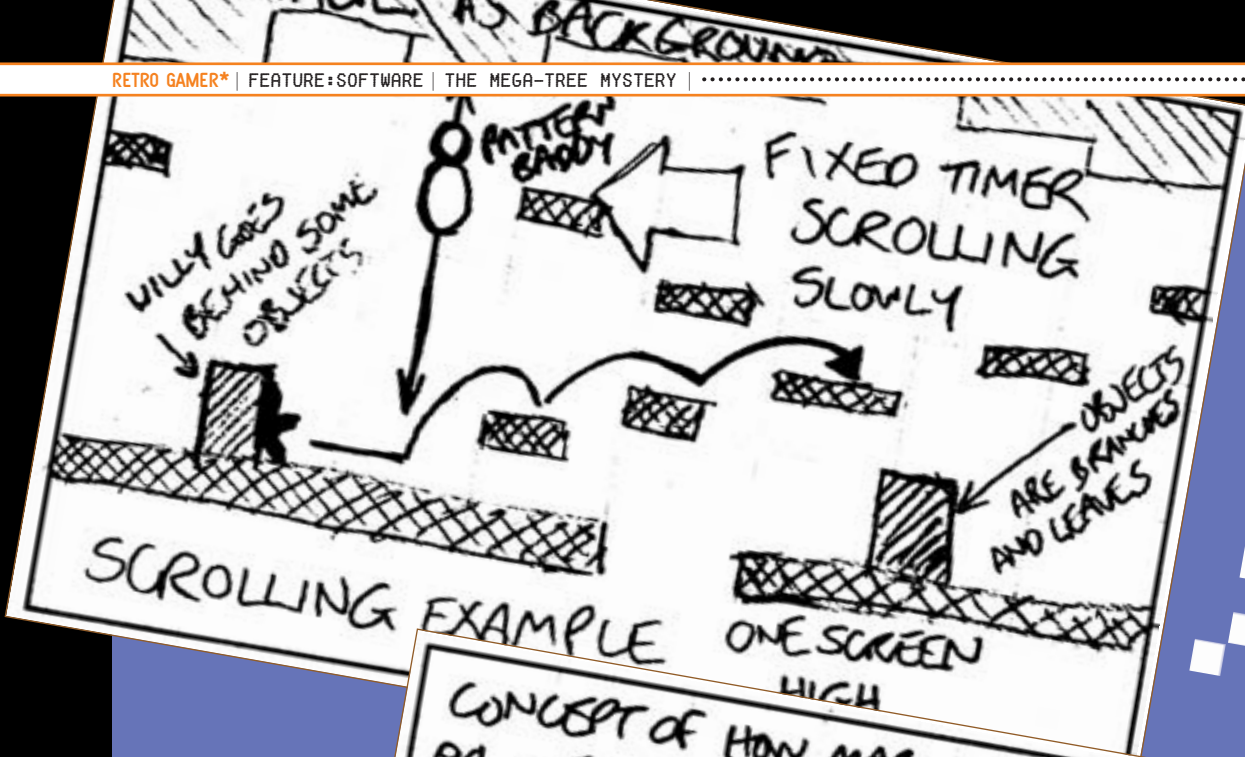 AS BACKGROUND
RETRO GAMER* | FEATURE:SOFTWARE | THE MEGA-TREE MYSTERY |
PATTERN
BADDY
FIXED TIMER
SCROLLING
SLOWLY
WILLY GOES
BEHIND SOME
OBJECTS
OBJECTS
ARE BRANCHES
AND LEAVES
SCROLLING EXAMPLE
ONE SCREEN
HIGH
CONCEPT OF HOW